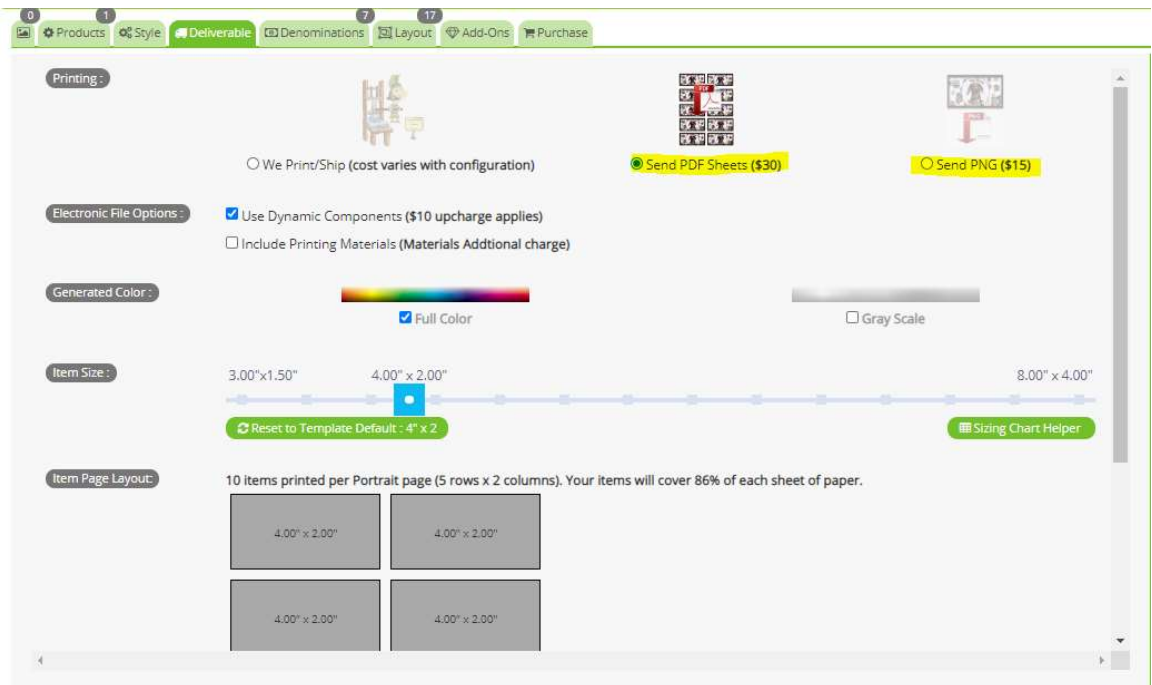 0 1 7 17
Products Style Deliverable Denominations Layout Add-Ons Purchase
Printing :
PDF
We Print/Ship (cost varies with configuration) Send PDF Sheets ($30) Send PNG ($15)
Electronic File Options : Use Dynamic Components ($10 upcharge applies)
Include Printing Materials (Materials Addtional charge)
Generated Color :
Full Color Gray Scale
Item Size : 3.00"x1.50" 4.00" x 2.00" 8.00" x 4.00"
Reset to Template Default : 4" x 2 Sizing Chart Helper
Item Page Layout: 10 items printed per Portrait page (5 rows x 2 columns). Your items will cover 86% of each sheet of paper.
4.00" x 2.00" 4.00" x 2.00"
4.00" x 2.00" 4.00" x 2.00"